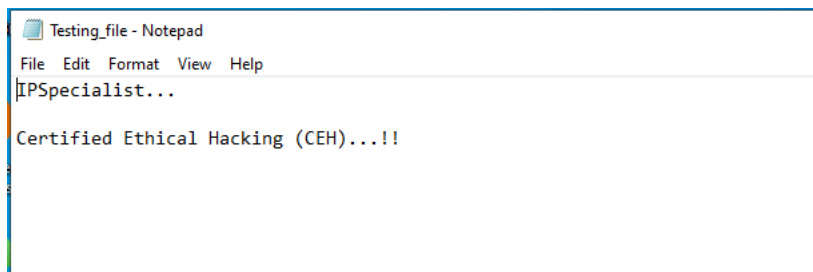 Testing_file - Notepad
File Edit Format View Help
IPSpecialist...
Certified Ethical Hacking (CEH)...!!